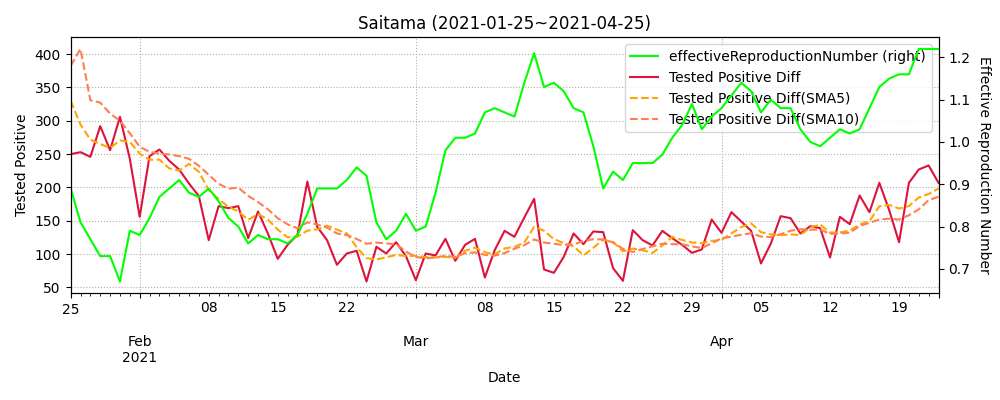 Saitama (2021-01-25~2021-04-25)
effectiveReproductionNumber (right)
Tested Positive Diff
Tested Positive Diff(SMA5)
Tested Positive Diff(SMA10)
Tested Positive
400
350
300
250
200
150
100
50
1.2
1.1
1.0
0.9
0.8
0.7
Effective Reproduction Number
25 08 15 22 08 15 22 29 05 12 19
Feb Mar Apr
2021
Date